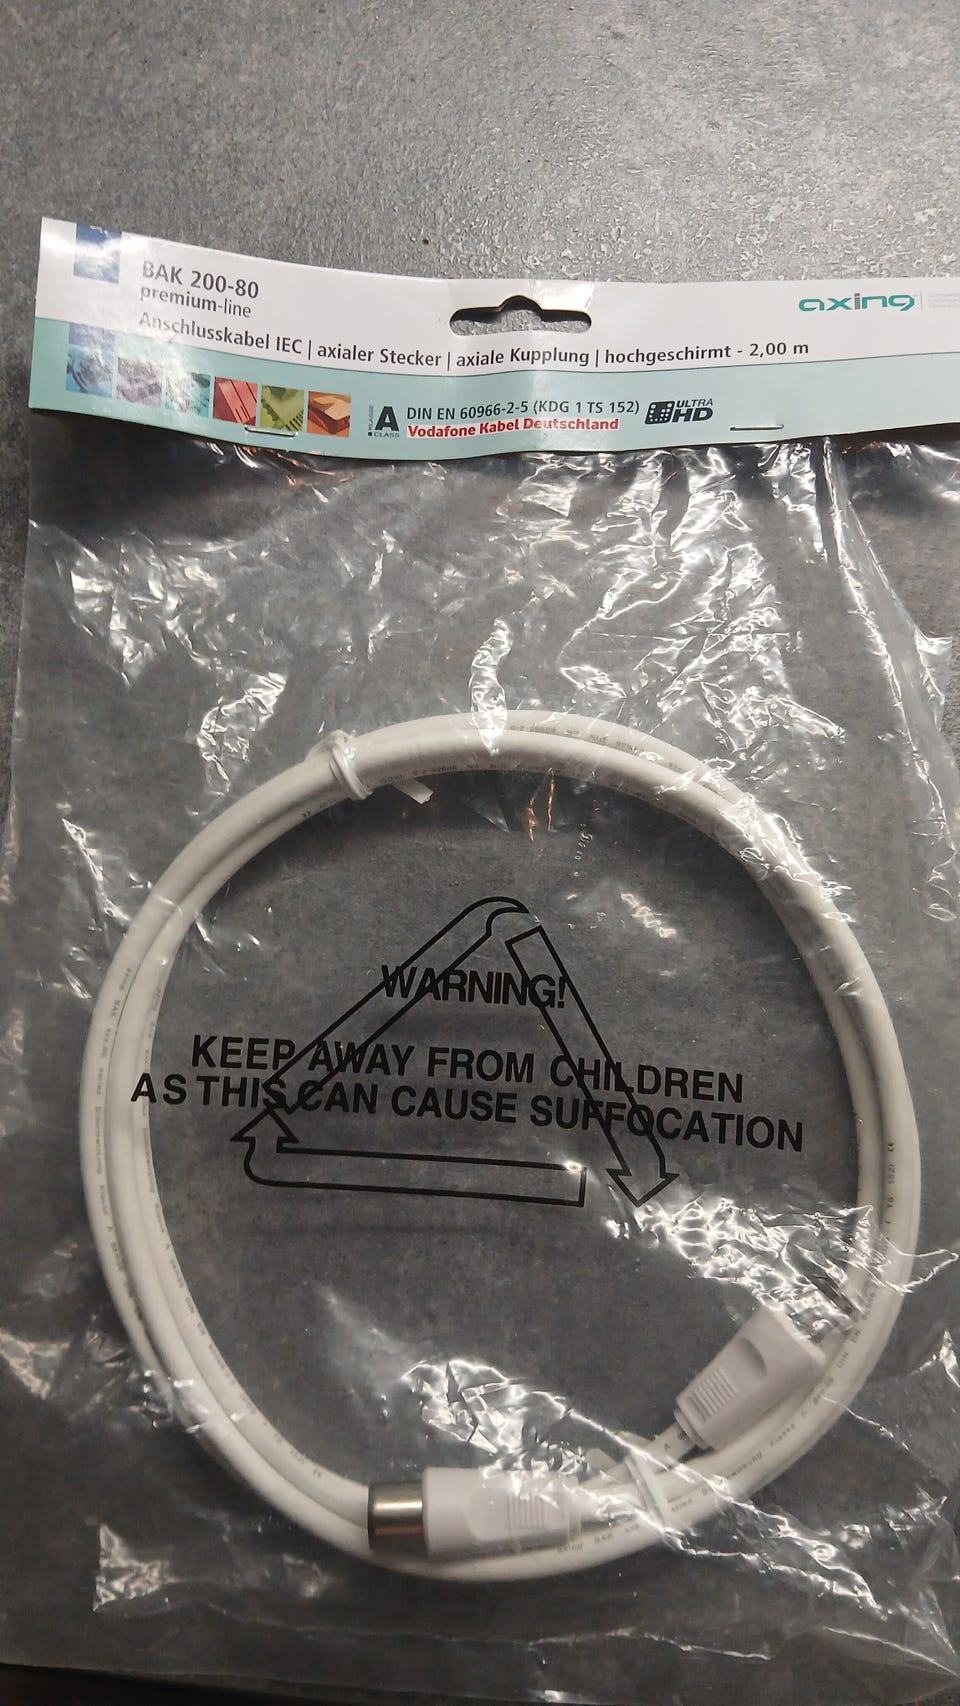 BAK 200-80
premium-line
Anschlusskabel IEC | axialer Stecker | axiale Kupplung | hochgeschirmt - 2,00 m
axing
KLASSE A CLASS
DIN EN 60966-2-5 (KDG 1 TS 152)
Vodafone Kabel Deutschland
ULTRA
HD
WARNING!
KEEP AWAY FROM CHILDREN
AS THIS CAN CAUSE SUFFOCATION